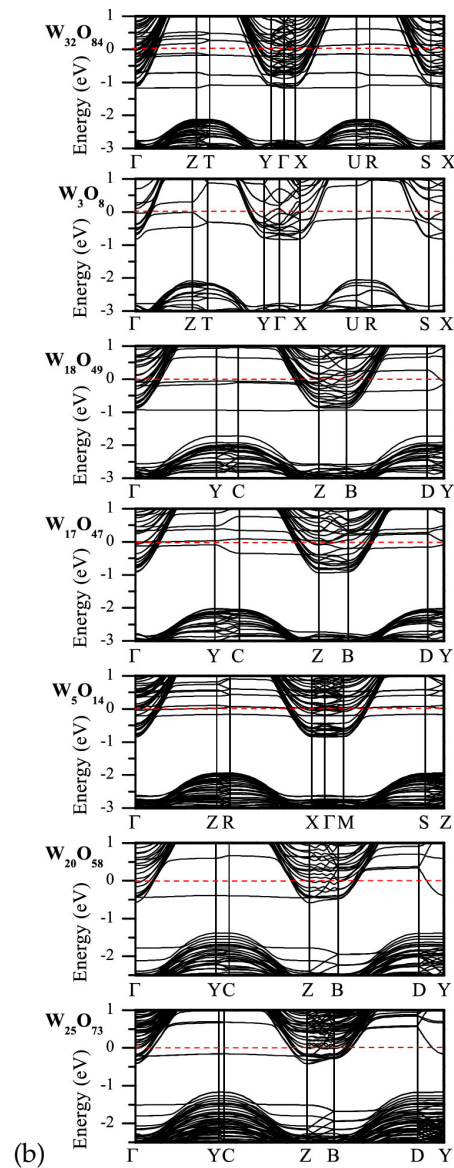 W32O84
Energy (eV)
1
0
-1
-2
-3
Γ Z T Y Γ X U R S X
W3O8
Energy (eV)
1
0
-1
-2
-3
Γ Z T Y Γ X U R S X
W18O49
Energy (eV)
1
0
-1
-2
-3
Γ Y C Z B D Y
W17O47
Energy (eV)
1
0
-1
-2
-3
Γ Y C Z B D Y
W5O14
Energy (eV)
1
0
-1
-2
-3
Γ Z R X Γ M S Z
W20O58
Energy (eV)
1
0
-1
-2
Γ Y C Z B D Y
W25O73
Energy (eV)
1
0
-1
-2
Γ Y C Z B D Y
(b)